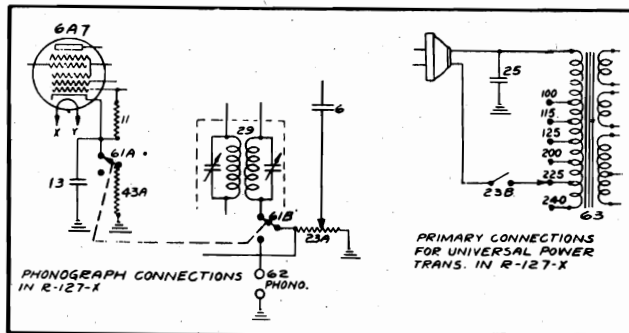 6A7
X Y
11
61A
13
43A
29
6
61B
23A
62
PHONO.
PHONOGRAPH CONNECTIONS
IN R-127-X
25
100
115
125
200
225
240
23B
63
PRIMARY CONNECTIONS
FOR UNIVERSAL POWER
TRANS. IN R-127-X